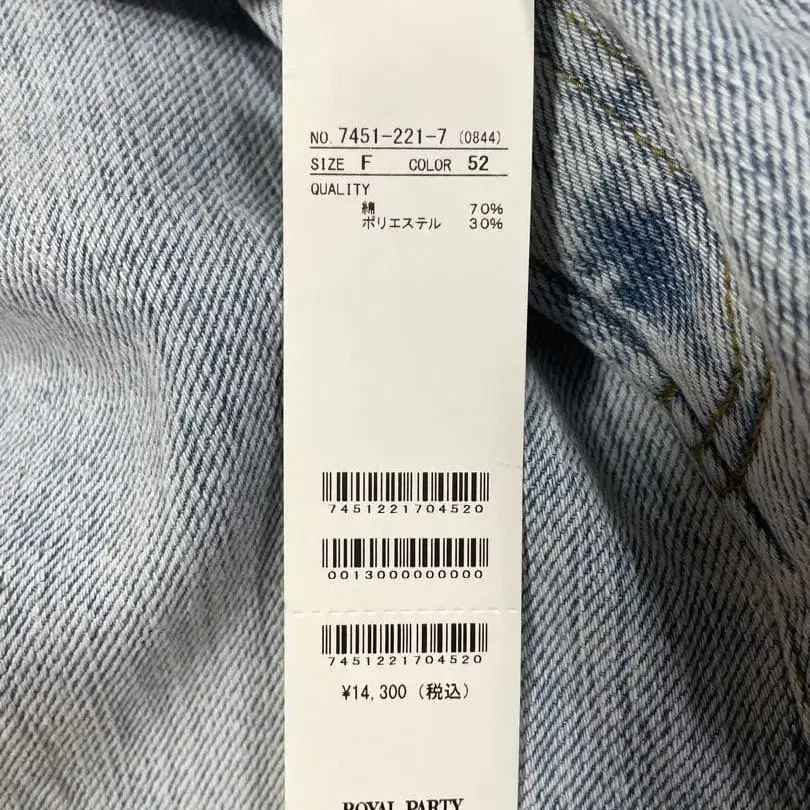 NO. 7451-221-7 (0844)
SIZE F COLOR 52
QUALITY
綿 70%
ポリエステル 30%
7451221704520
0013000000000
7451221704520
¥14,300 (税込)
ROYAL PARTY